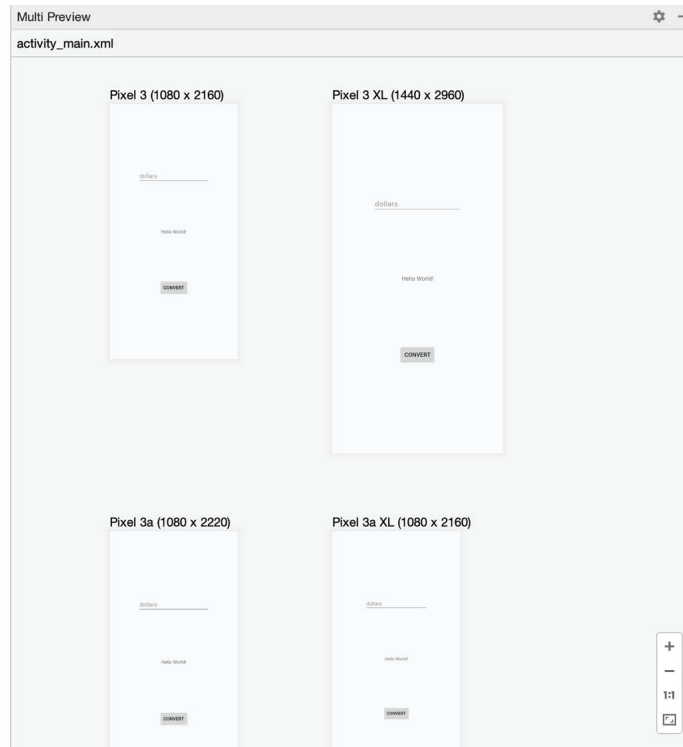 Multi Preview
activity_main.xml
Pixel 3 (1080 x 2160)
dollars
Hello World!
CONVERT
Pixel 3 XL (1440 x 2960)
dollars
Hello World!
CONVERT
Pixel 3a (1080 x 2220)
dollars
Hello World!
CONVERT
Pixel 3a XL (1080 x 2160)
dollars
Hello World!
CONVERT
1:1